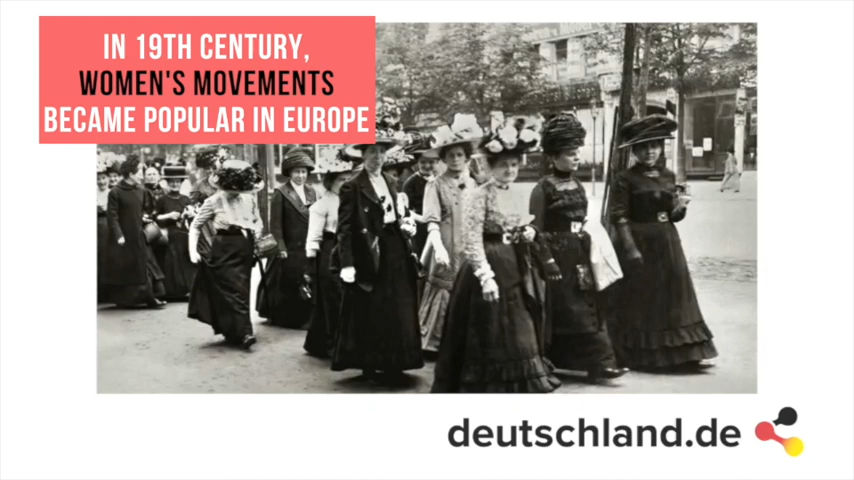 IN 19TH CENTURY,
WOMEN'S MOVEMENTS
BECAME POPULAR IN EUROPE
deutschland.de